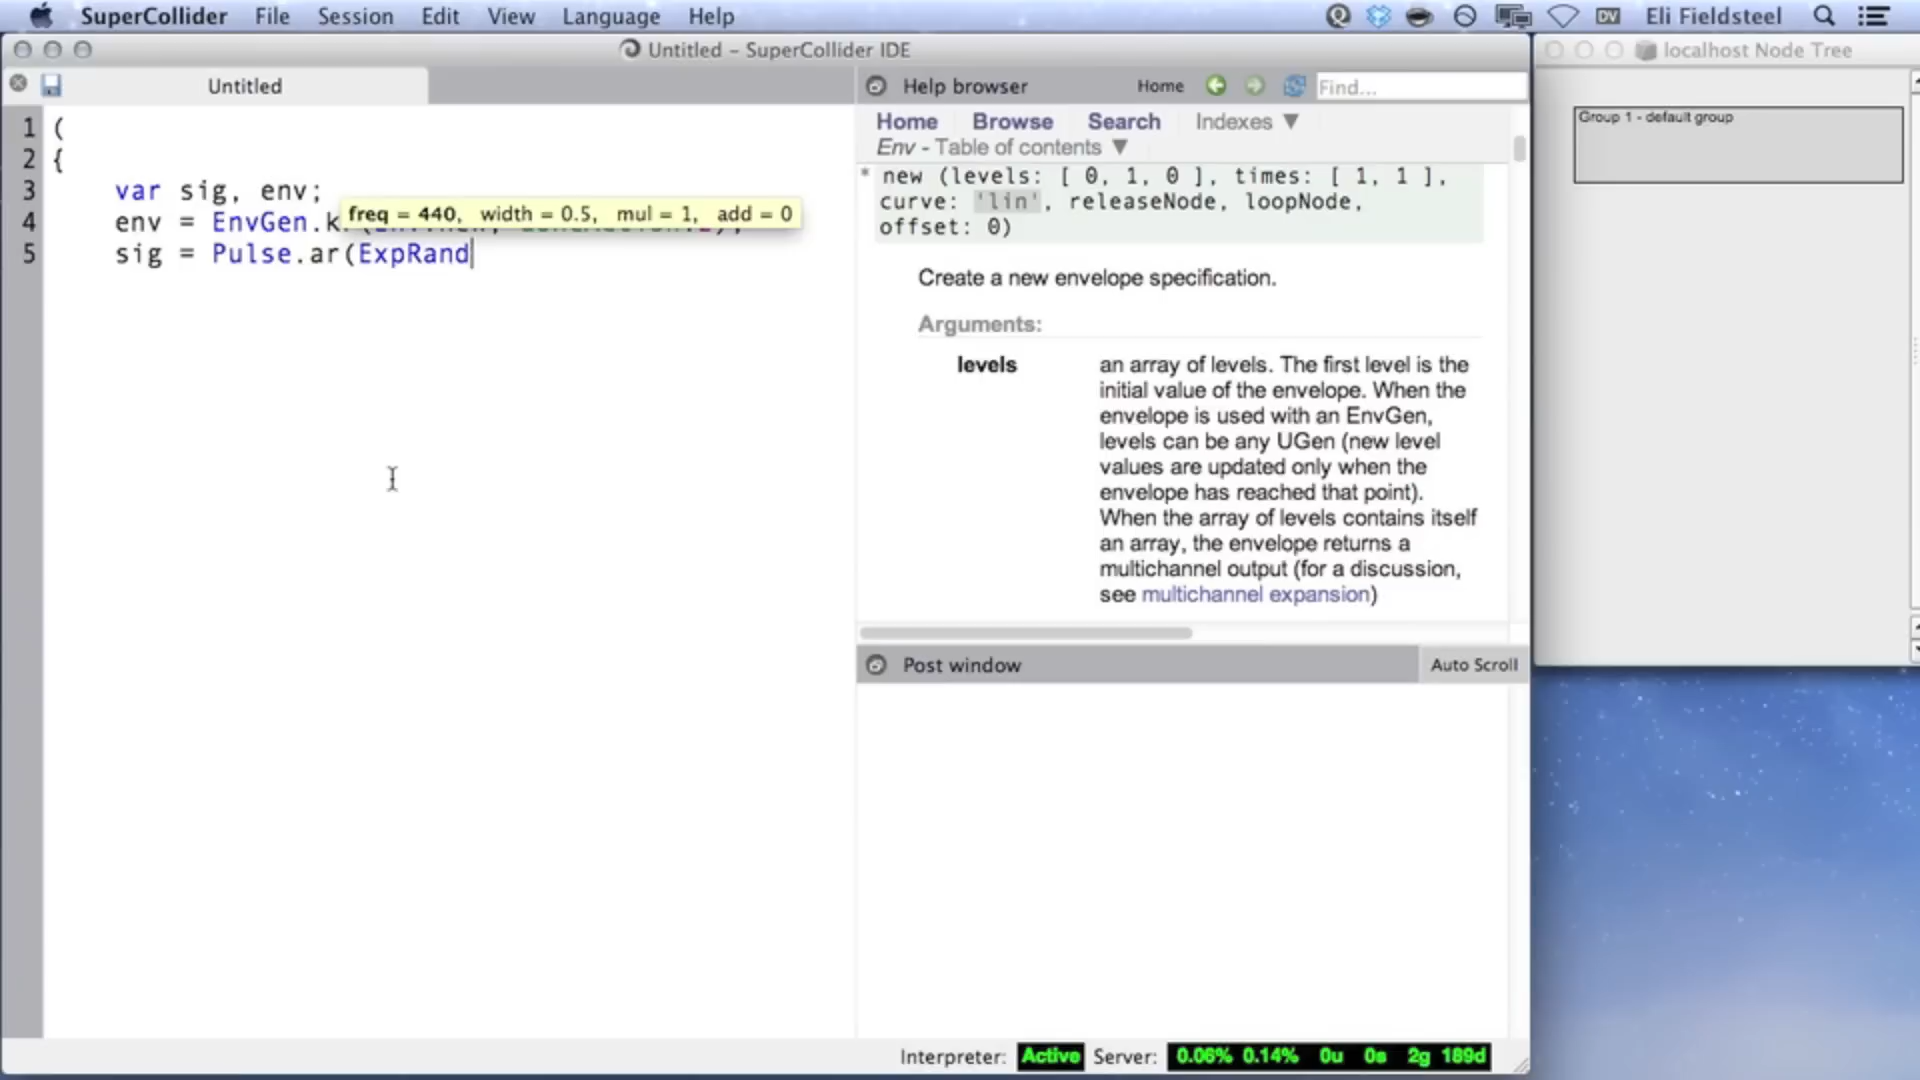 SuperCollider File Session Edit View Language Help DV Eli Fieldsteel
Untitled – SuperCollider IDE
localhost Node Tree
Untitled
Help browser Home Find...
Home Browse Search Indexes ▼
Env - Table of contents ▼
Group 1 - default group
1 (
2 {
3 var sig, env;
freq = 440, width = 0.5, mul = 1, add = 0
4 env = EnvGen.k
5 sig = Pulse.ar(ExpRand
* new (levels: [ 0, 1, 0 ], times: [ 1, 1 ],
curve: 'lin', releaseNode, loopNode,
offset: 0)
Create a new envelope specification.
Arguments:
levels an array of levels. The first level is the
initial value of the envelope. When the
envelope is used with an EnvGen,
levels can be any UGen (new level
values are updated only when the
envelope has reached that point).
When the array of levels contains itself
an array, the envelope returns a
multichannel output (for a discussion,
see multichannel expansion)
Post window Auto Scroll
Interpreter: Active Server: 0.06% 0.14% 0u 0s 2g 189d